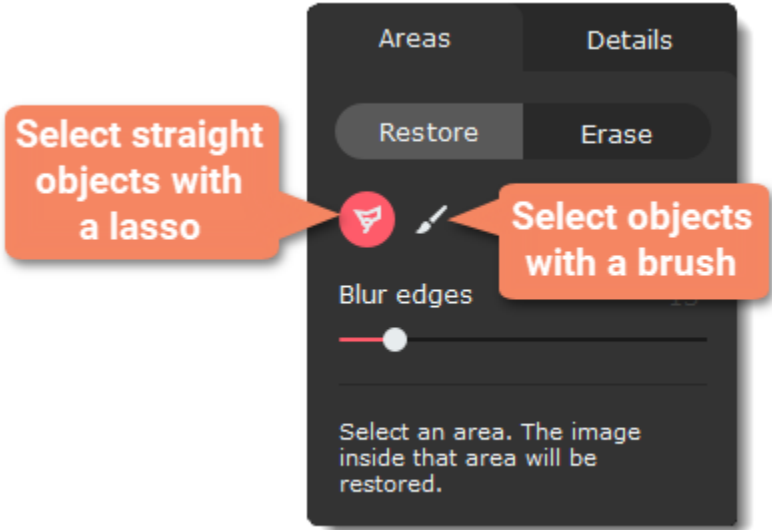 Areas
Details
Restore
Erase
Select straight
objects with
a lasso
Select objects
with a brush
Blur edges
Select an area. The image
inside that area will be
restored.